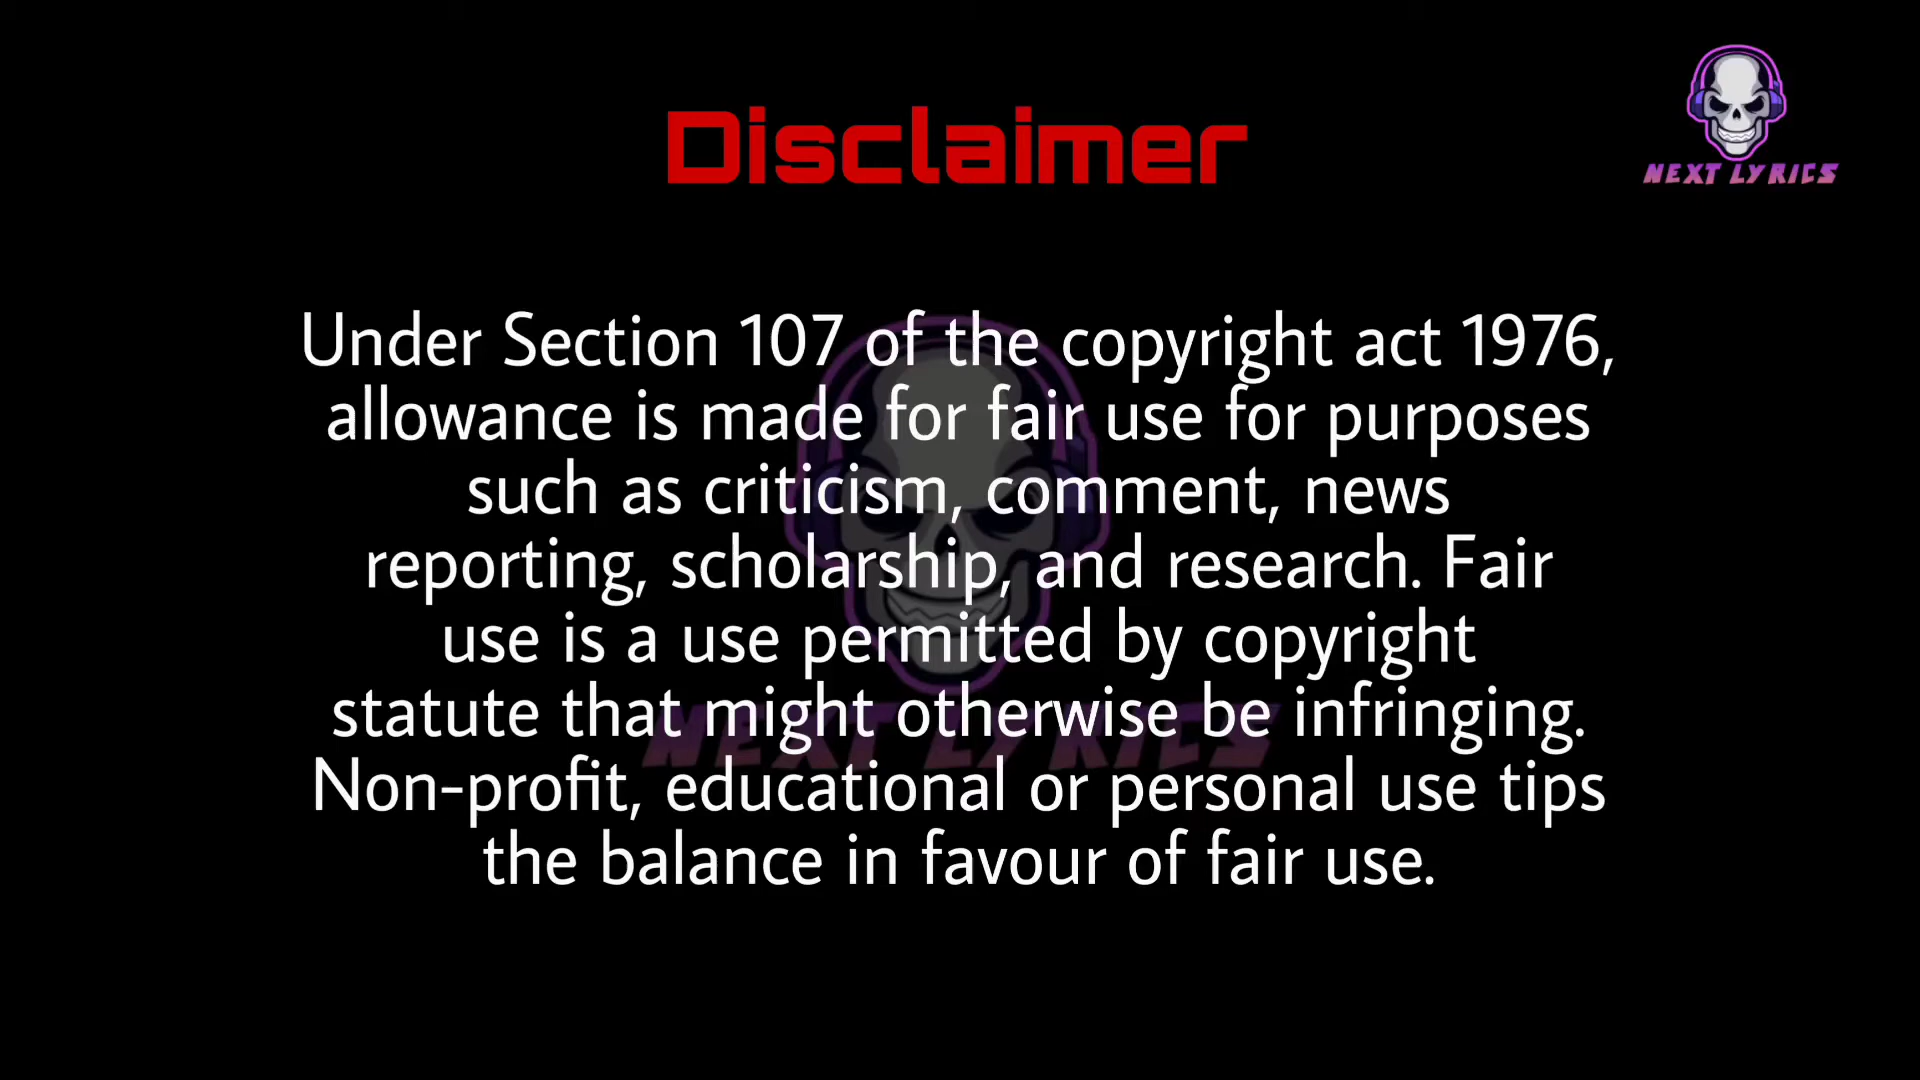 Disclaimer
NEXT LYRICS
Under Section 107 of the copyright act 1976,
allowance is made for fair use for purposes
such as criticism, comment, news
reporting, scholarship, and research. Fair
use is a use permitted by copyright
statute that might otherwise be infringing.
Non-profit, educational or personal use tips
the balance in favour of fair use.
NEXT LYRICS